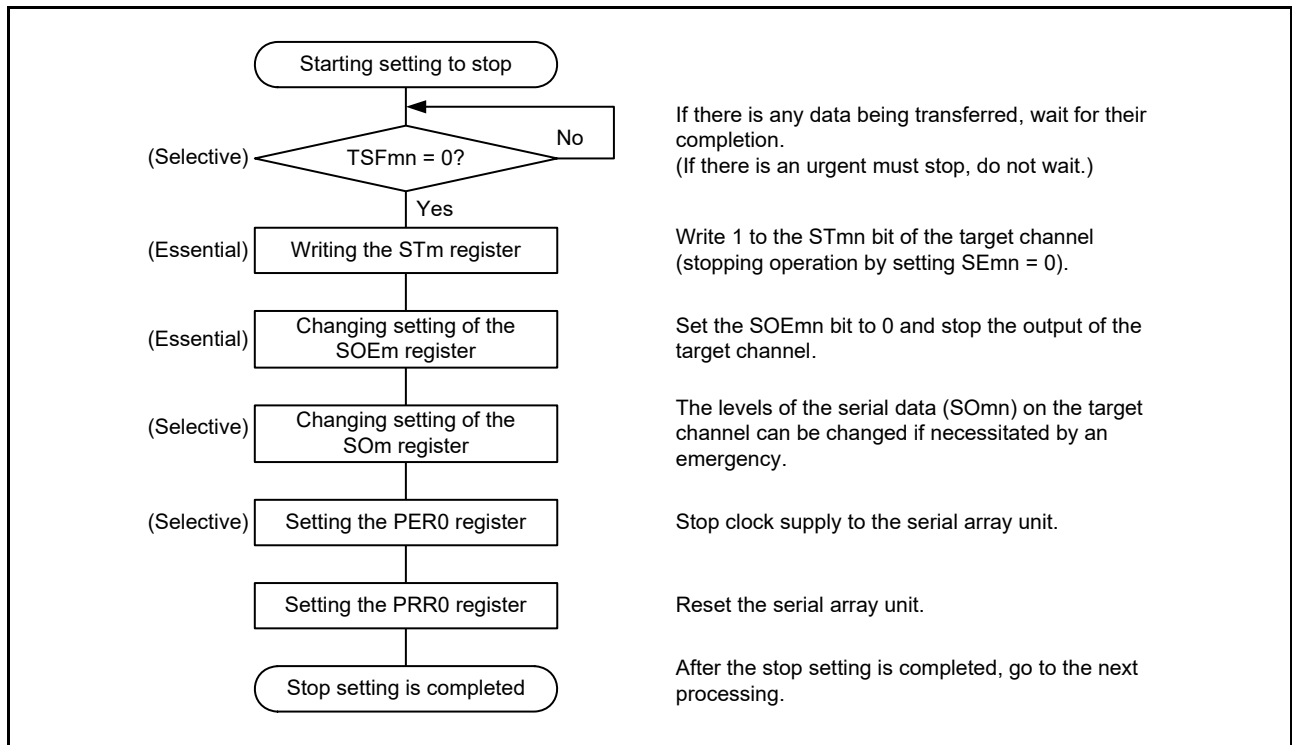 Starting setting to stop
If there is any data being transferred, wait for their
completion.
(If there is an urgent must stop, do not wait.)
(Selective)
TSFmn = 0?
No
Yes
(Essential)
Writing the STm register
Write 1 to the STmn bit of the target channel
(stopping operation by setting SEmn = 0).
(Essential)
Changing setting of the
SOEm register
Set the SOEmn bit to 0 and stop the output of the
target channel.
(Selective)
Changing setting of the
SOm register
The levels of the serial data (SOmn) on the target
channel can be changed if necessitated by an
emergency.
(Selective)
Setting the PER0 register
Stop clock supply to the serial array unit.
Setting the PRR0 register
Reset the serial array unit.
Stop setting is completed
After the stop setting is completed, go to the next
processing.